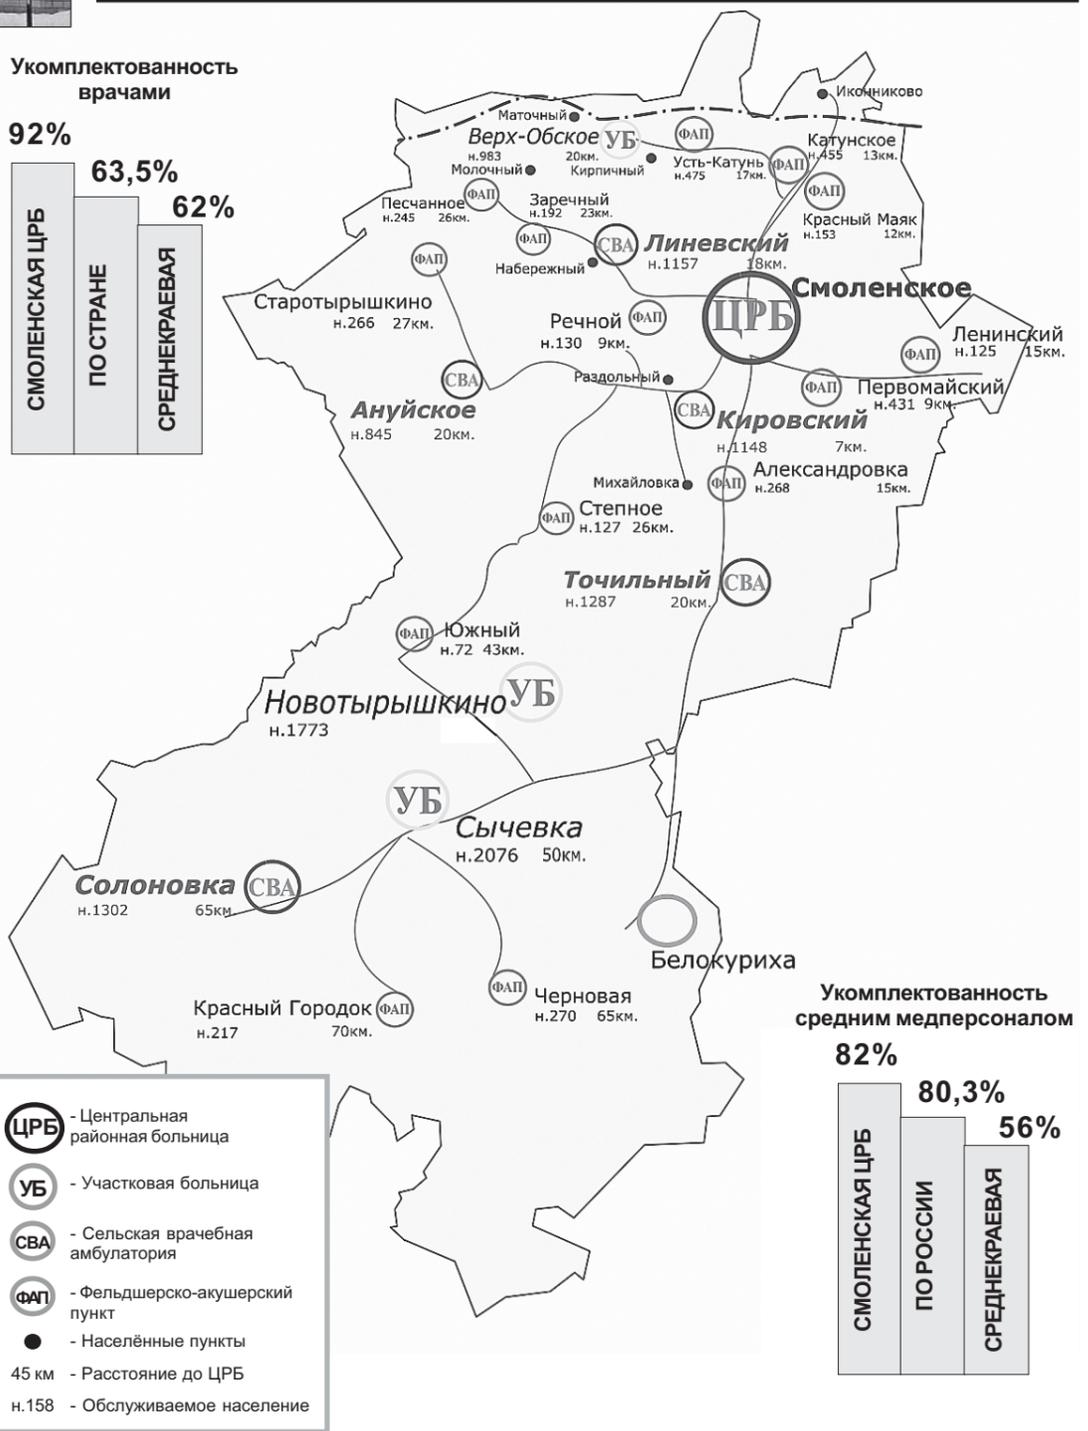 Укомплектованность
врачами
92%
63,5%
62%
СМОЛЕНСКАЯ ЦРБ
ПО СТРАНЕ
СРЕДНЕКРАЕВАЯ
Иконниково
Маточный
Верх-Обское
УБ
н.983 20км.
ФАП
Усть-Катунь
н.475 17км.
Катунское
н.455 13км.
ФАП
Молочный
Кирпичный
ФАП
Красный Маяк
н.153 12км.
Песчанное
н.245 26км.
ФАП
Заречный
н.192 23км.
ФАП
СВА
Линевский
н.1157 18км.
Набережный
ФАП
Старотырышкино
н.266 27км.
ЦРБ
Смоленское
Речной
н.130 9км.
ФАП
Ленинский
н.125 15км.
ФАП
Раздольный
СВА
Ануйское
н.845 20км.
ФАП
Первомайский
н.431 9км.
СВА
Кировский
н.1148 7км.
Михайловка
ФАП
Александровка
н.268 15км.
ФАП
Степное
н.127 26км.
Точильный
н.1287 20км.
СВА
ФАП
Южный
н.72 43км.
Новотырышкино
н.1773
УБ
УБ
Сычевка
н.2076 50км.
Солоновка
н.1302 65км.
СВА
Белокуриха
Красный Городок
н.217 70км.
ФАП
ФАП
Черновая
н.270 65км.
Укомплектованность
средним медперсоналом
82%
80,3%
56%
СМОЛЕНСКАЯ ЦРБ
ПО РОССИИ
СРЕДНЕКРАЕВАЯ
ЦРБ - Центральная
районная больница
УБ - Участковая больница
СВА - Сельская врачебная
амбулатория
ФАП - Фельдшерско-акушерский
пункт
- Населённые пункты
45 км - Расстояние до ЦРБ
н.158 - Обслуживаемое население